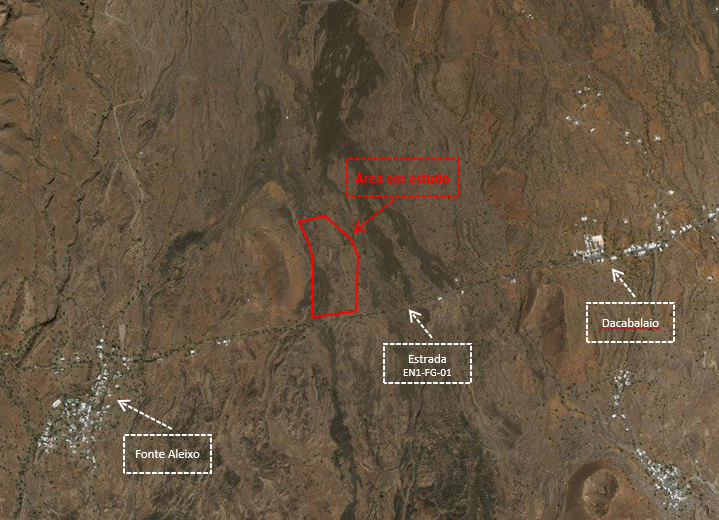 Área em estudo
Dacabalaio
Estrada
EN1-FG-01
Fonte Aleixo